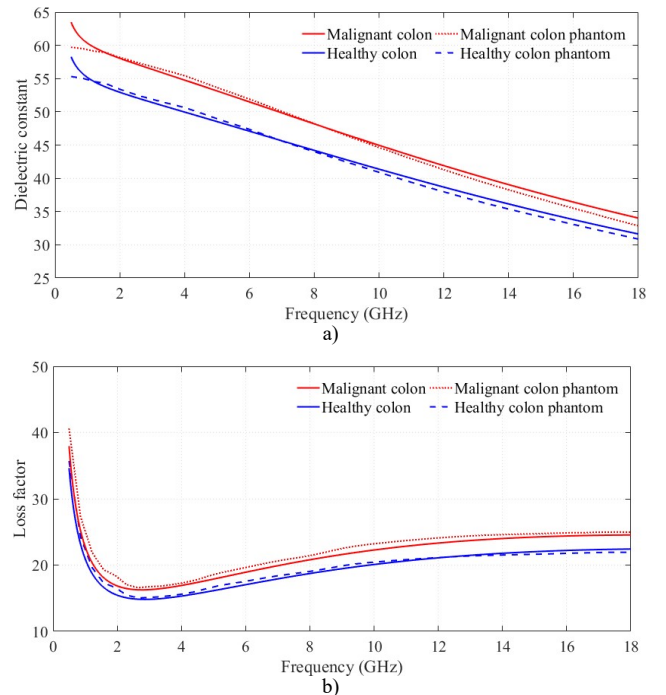 65
Malignant colon
Malignant colon phantom
60
Healthy colon
Healthy colon phantom
55
50
45
40
35
30
25
Dielectric constant
0 2 4 6 8 10 12 14 16 18
Frequency (GHz)
a)
50
Malignant colon
Malignant colon phantom
Healthy colon
Healthy colon phantom
40
30
20
10
Loss factor
0 2 4 6 8 10 12 14 16 18
Frequency (GHz)
b)